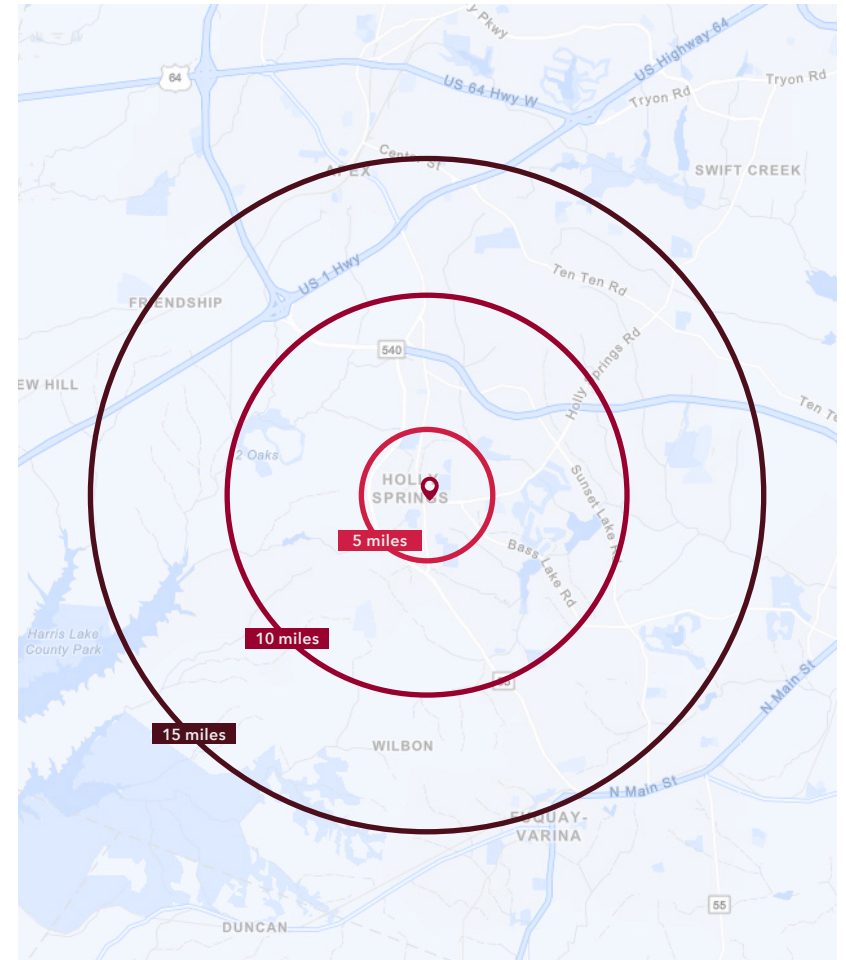 y Pkwy
64
US 64 Hwy W
US Highway 64
Tryon Rd
Tryon Rd
Center St
APEX
SWIFT CREEK
Ten Ten Rd
US 1 Hwy
FRIENDSHIP
540
Holly Springs Rd
EW HILL
Ten Te
2 Oaks
HOLLY
SPRINGS
Sunset Lake Rd
5 miles
Bass Lake Rd
10 miles
Harris Lake
County Park
55
N Main St
15 miles
WILBON
N Main St
FUQUAY-
VARINA
55
DUNCAN